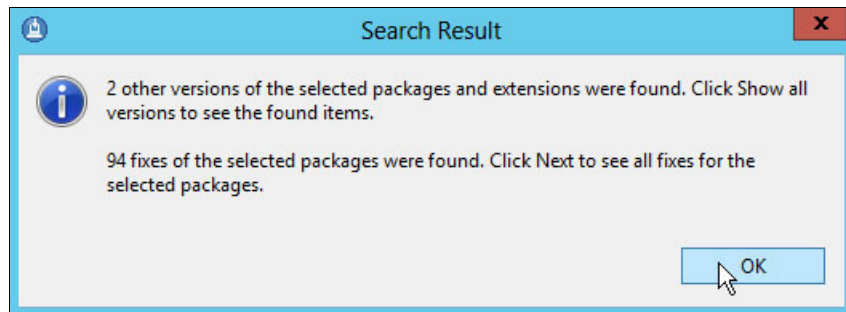 Search Result
x
2 other versions of the selected packages and extensions were found. Click Show all
versions to see the found items.
94 fixes of the selected packages were found. Click Next to see all fixes for the
selected packages.
OK